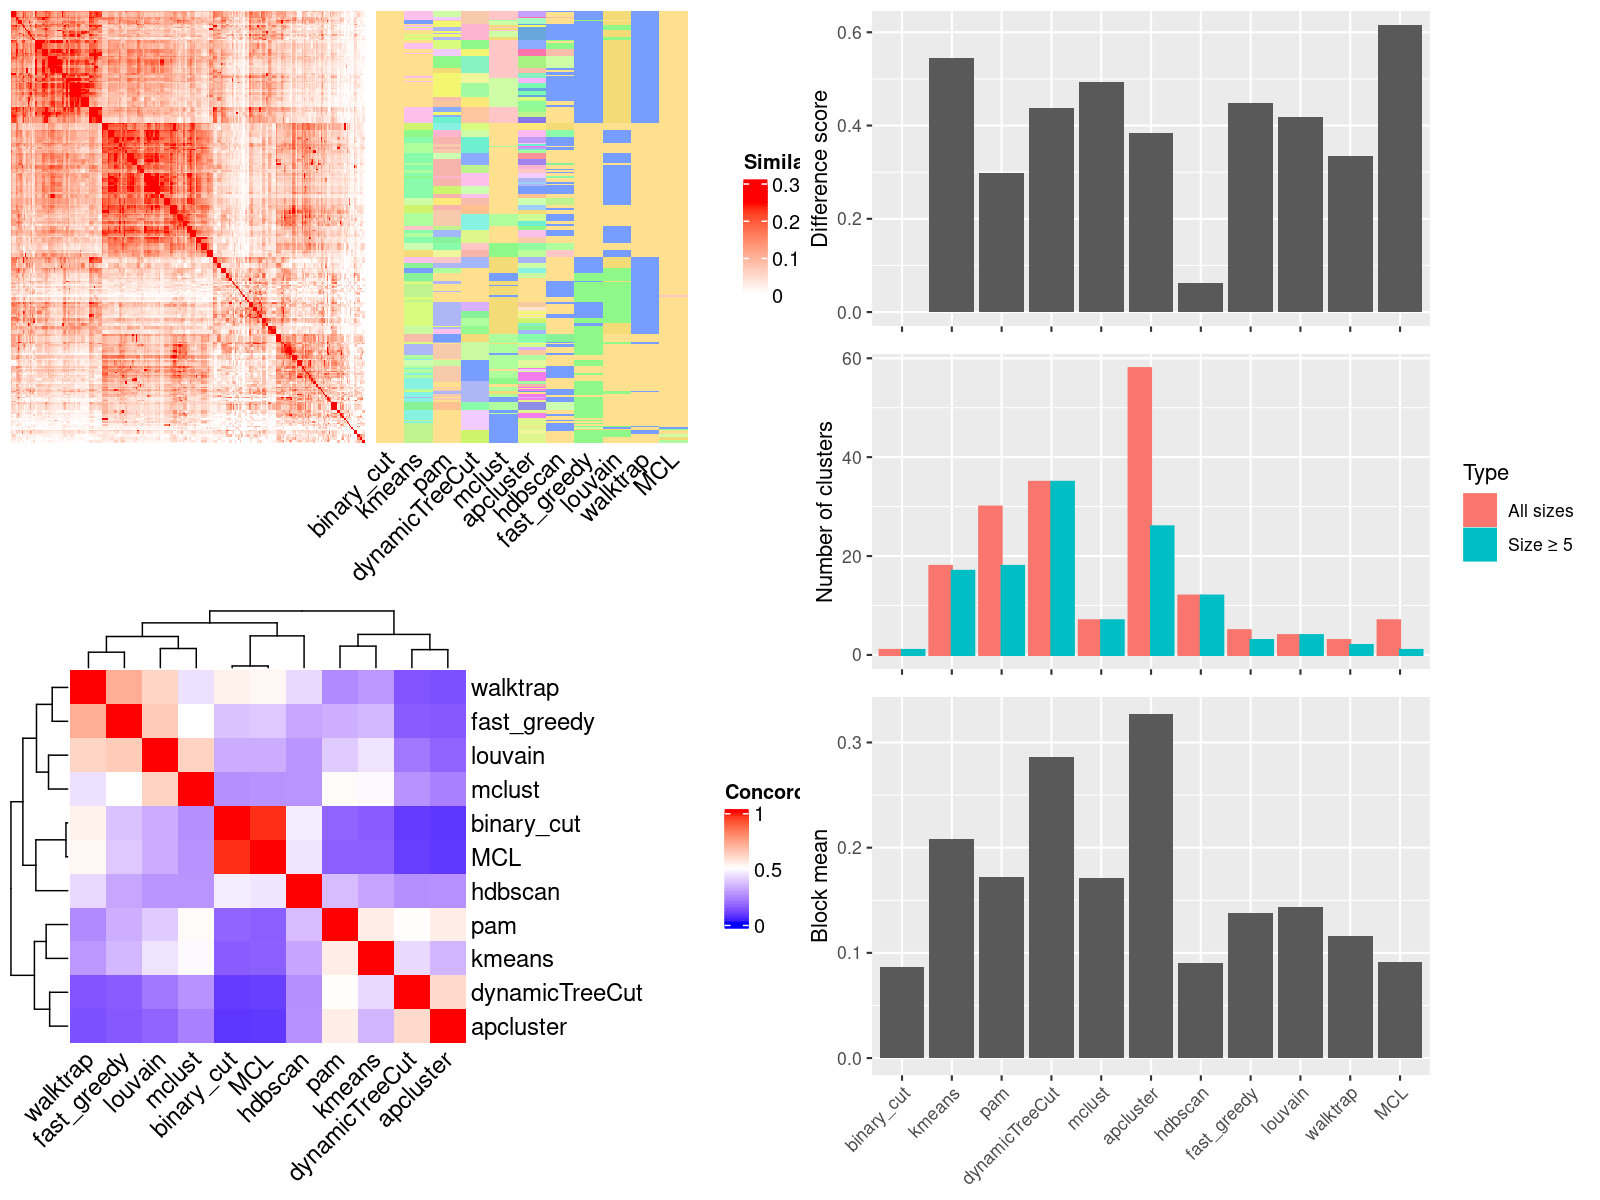 Simila
0.3
0.2
0.1
0
binary_cut
kmeans
pam
dynamicTreeCut
mclust
apcluster
hdbscan
fast_greedy
louvain
walktrap
MCL
walktrap
fast_greedy
louvain
mclust
binary_cut
MCL
hdbscan
pam
kmeans
dynamicTreeCut
apcluster
walktrap
fast_greedy
louvain
mclust
binary_cut
MCL
hdbscan
pam
kmeans
dynamicTreeCut
apcluster
Concord
1
0.5
0
Difference score
0.6
0.4
0.2
0.0
Number of clusters
60
40
20
0
Type
All sizes
Size ≥ 5
Block mean
0.3
0.2
0.1
0.0
binary_cut
kmeans
pam
dynamicTreeCut
mclust
apcluster
hdbscan
fast_greedy
louvain
walktrap
MCL